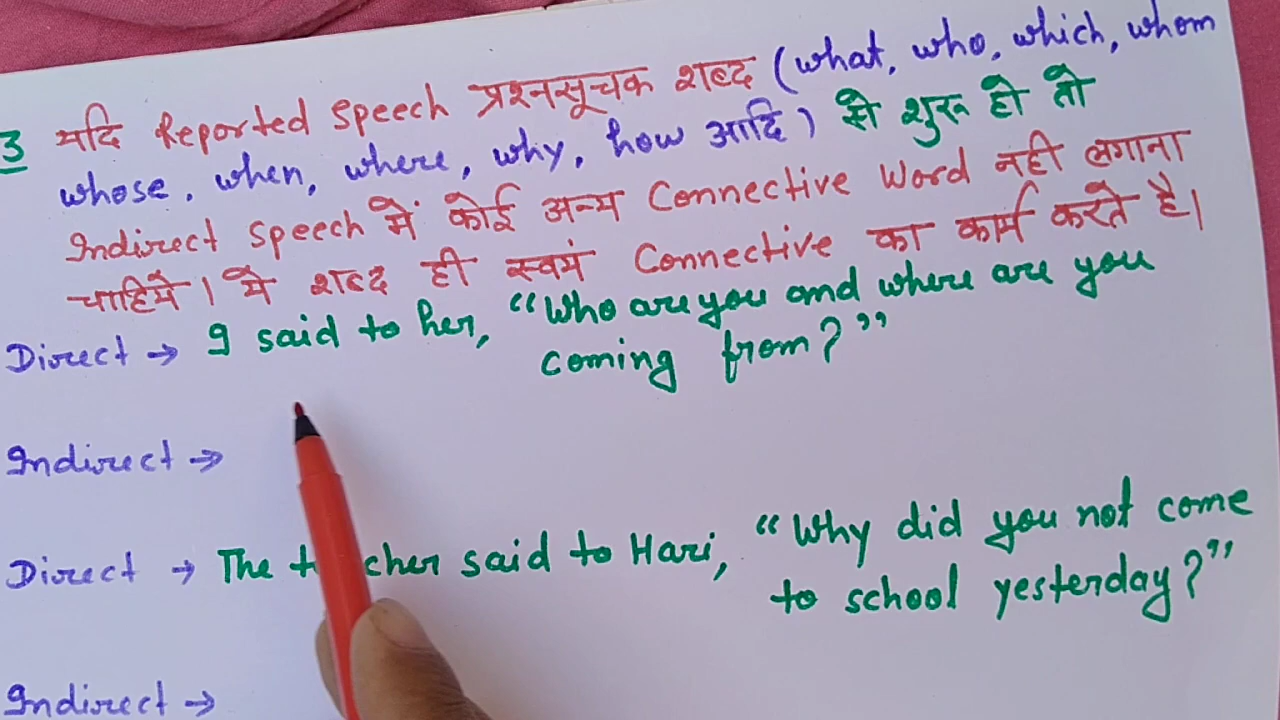 3 यदि Reported speech प्रश्नसूचक शब्द (what, who, which, whom
whose, when, where, why, how आदि) से शुरू हो तो
Indirect speech में कोई अन्य Connective Word नही लगाना
चाहिये। ये शब्द ही स्वयं Connective का कार्य करते है।
Direct → I said to her, “Who are you and where are you
coming from?”
Indirect →
Direct → The t cher said to Hari, “Why did you not come
to school yesterday?”
Indirect →